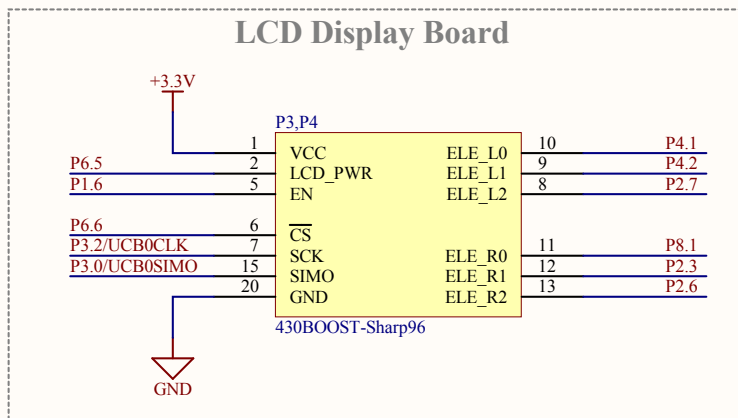 LCD Display Board
+3.3V
P3,P4
1 VCC ELE_L0 10 P4.1
P6.5 2 LCD_PWR ELE_L1 9 P4.2
P1.6 5 EN ELE_L2 8 P2.7
P6.6 6 CS
P3.2/UCB0CLK 7 SCK ELE_R0 11 P8.1
P3.0/UCB0SIMO 15 SIMO ELE_R1 12 P2.3
20 GND ELE_R2 13 P2.6
430BOOST-Sharp96
GND